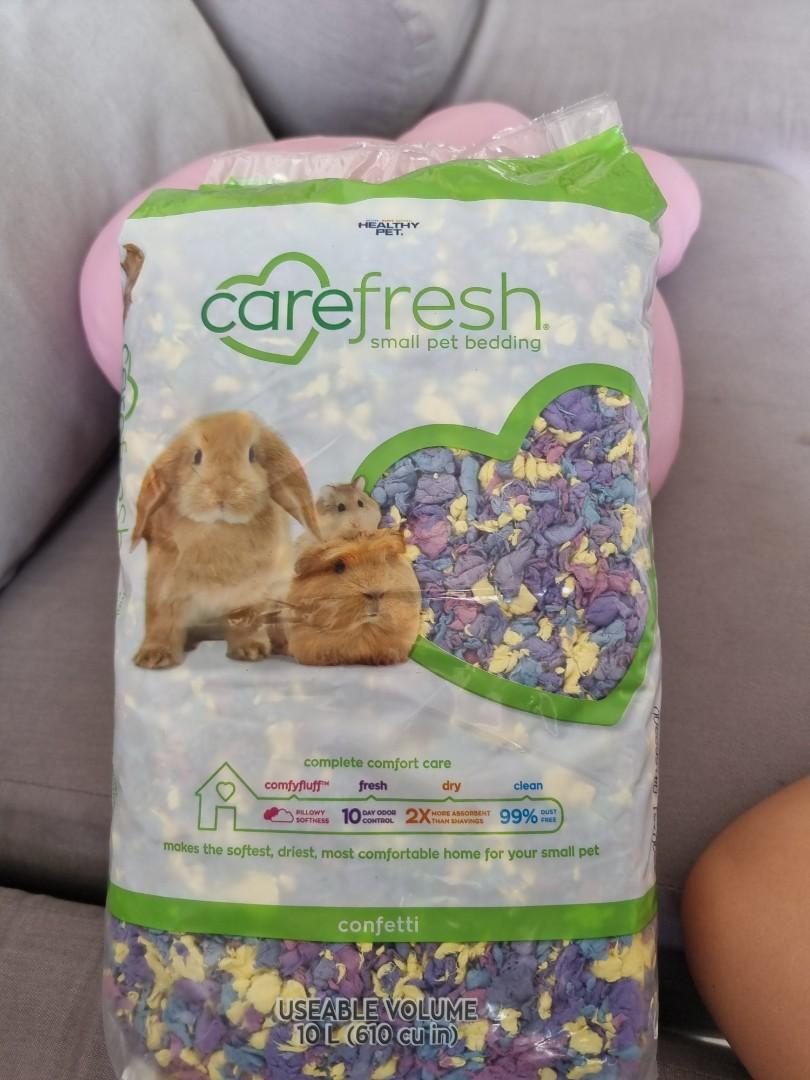 HEALTHY
PET.
carefresh®
small pet bedding
complete comfort care
comfyfluff™ fresh dry clean
PILLOWY SOFTNESS 10 DAY ODOR CONTROL 2X MORE ABSORBENT THAN SHAVINGS 99% DUST FREE
makes the softest, driest, most comfortable home for your small pet
confetti
USEABLE VOLUME
10 L (610 cu in)